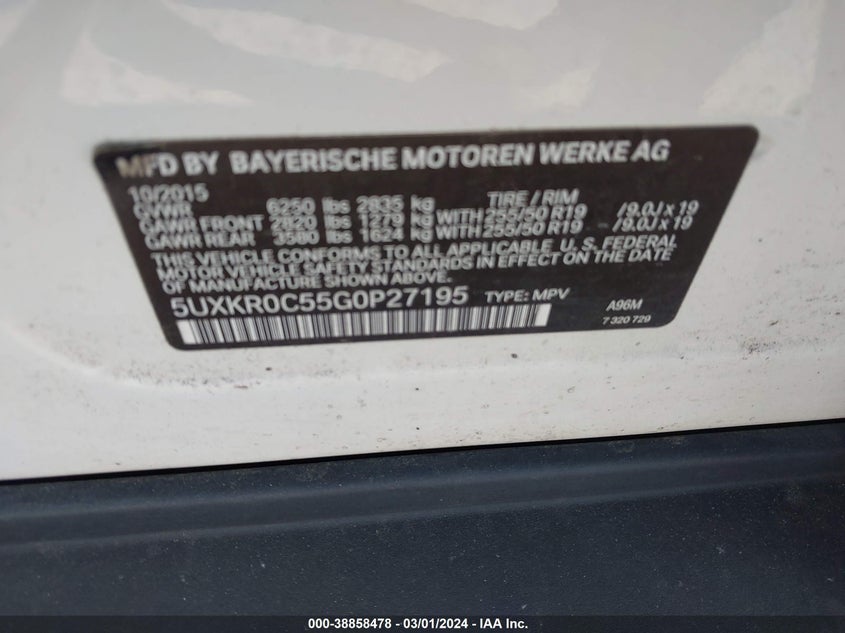 MFD BY BAYERISCHE MOTOREN WERKE AG
10/2015 TIRE / RIM
GVWR 6250 lbs 2835 kg
GAWR FRONT 2820 lbs 1279 kg WITH 255/50 R19 /9.0J x 19
GAWR REAR 3580 lbs 1624 kg WITH 255/50 R19 /9.0J x 19
THIS VEHICLE CONFORMS TO ALL APPLICABLE U.S. FEDERAL
MOTOR VEHICLE SAFETY STANDARDS IN EFFECT ON THE DATE
OF MANUFACTURE SHOWN ABOVE.
5UXKR0C55G0P27195 TYPE: MPV A96M
7 320 729
000-38858478 - 03/01/2024 - IAA Inc.